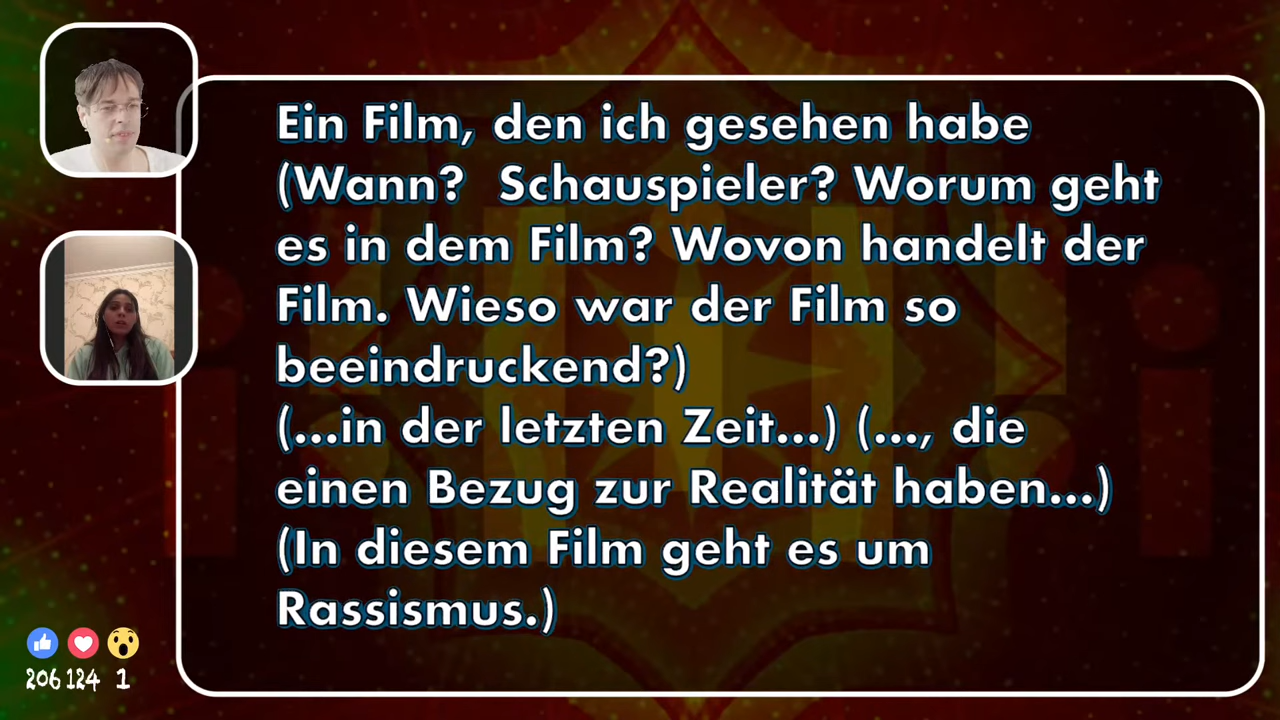 Ein Film, den ich gesehen habe
(Wann?  Schauspieler? Worum geht
es in dem Film? Wovon handelt der
Film. Wieso war der Film so
beeindruckend?)
(...in der letzten Zeit...) (..., die
einen Bezug zur Realität haben...)
(In diesem Film geht es um
Rassismus.)
206 124 1